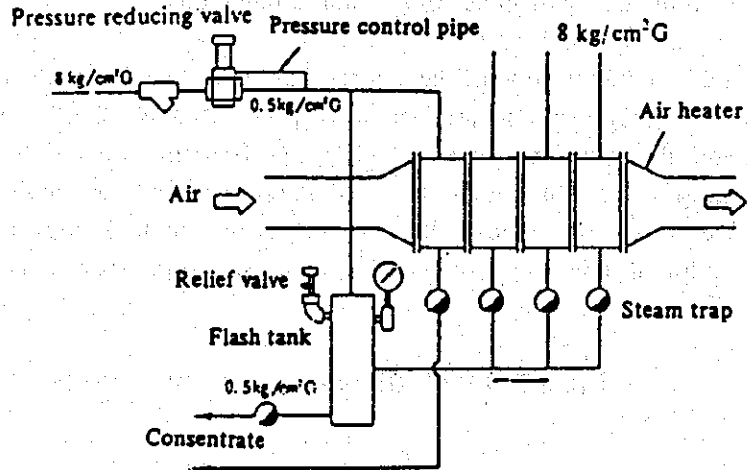 Pressure reducing valve
Pressure control pipe
8 kg/cm²G
8 kg/cm²G
0.5kg/cm²G
Air heater
Air
Relief valve
Steam trap
Flash tank
0.5kg/cm²G
Consentrate